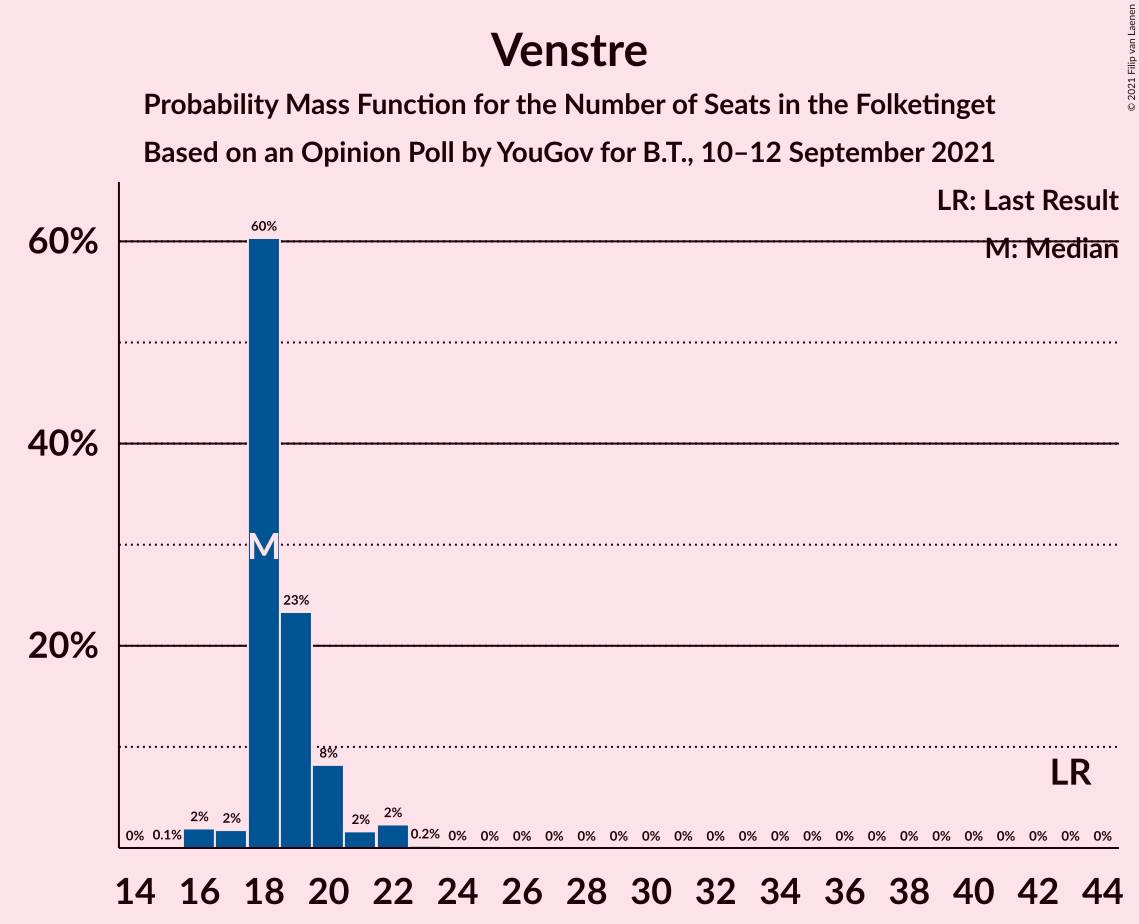 Venstre
Probability Mass Function for the Number of Seats in the Folketinget
Based on an Opinion Poll by YouGov for B.T., 10–12 September 2021
© 2021 Filip van Laenen
LR: Last Result
M: Median
60%
40%
20%
0% 0.1% 2% 2% 60% 23% 8% 2% 2% 0.2% 0% 0% 0% 0% 0% 0% 0% 0% 0% 0% 0% 0% 0% 0% 0% 0% 0% 0% 0% 0% 0%
M
LR
14 16 18 20 22 24 26 28 30 32 34 36 38 40 42 44